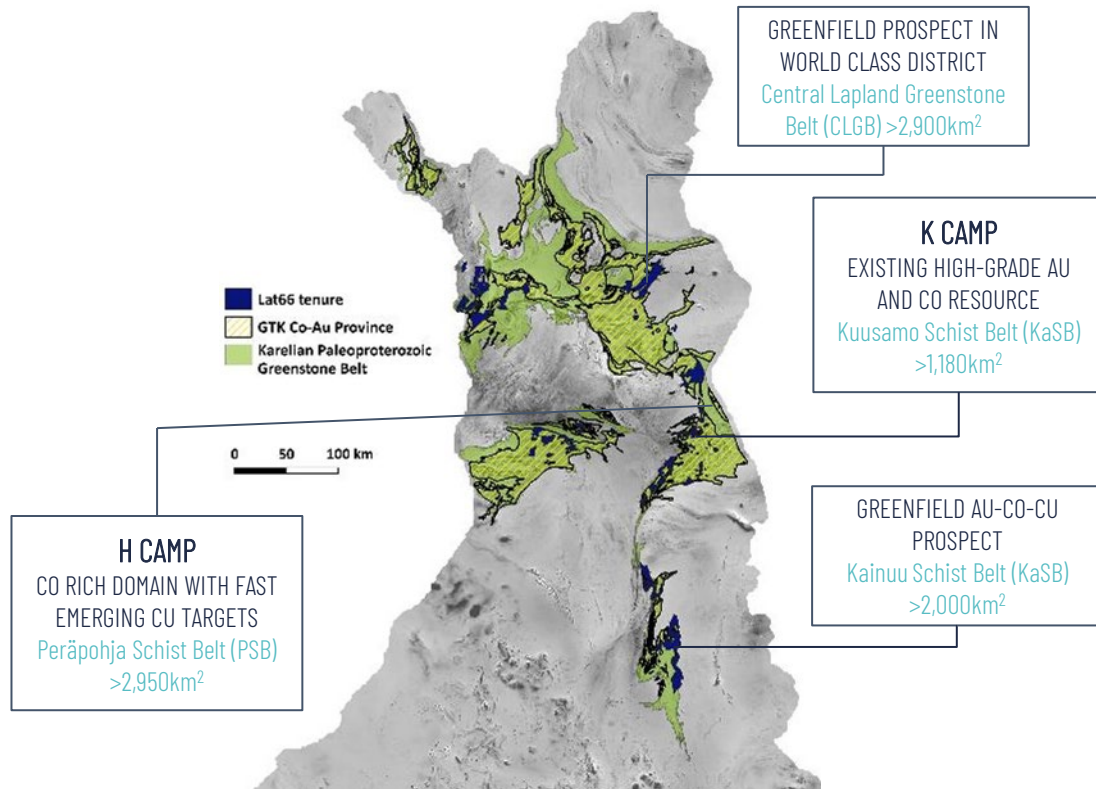 GREENFIELD PROSPECT IN
WORLD CLASS DISTRICT
Central Lapland Greenstone
Belt (CLGB) >2,900km²
K CAMP
EXISTING HIGH-GRADE AU
AND CO RESOURCE
Kuusamo Schist Belt (KaSB)
>1,180km²
Lat66 tenure
GTK Co-Au Province
Karelian Paleoproterozoic
Greenstone Belt
0 50 100 km
H CAMP
CO RICH DOMAIN WITH FAST
EMERGING CU TARGETS
Peräpohja Schist Belt (PSB)
>2,950km²
GREENFIELD AU-CO-CU
PROSPECT
Kainuu Schist Belt (KaSB)
>2,000km²